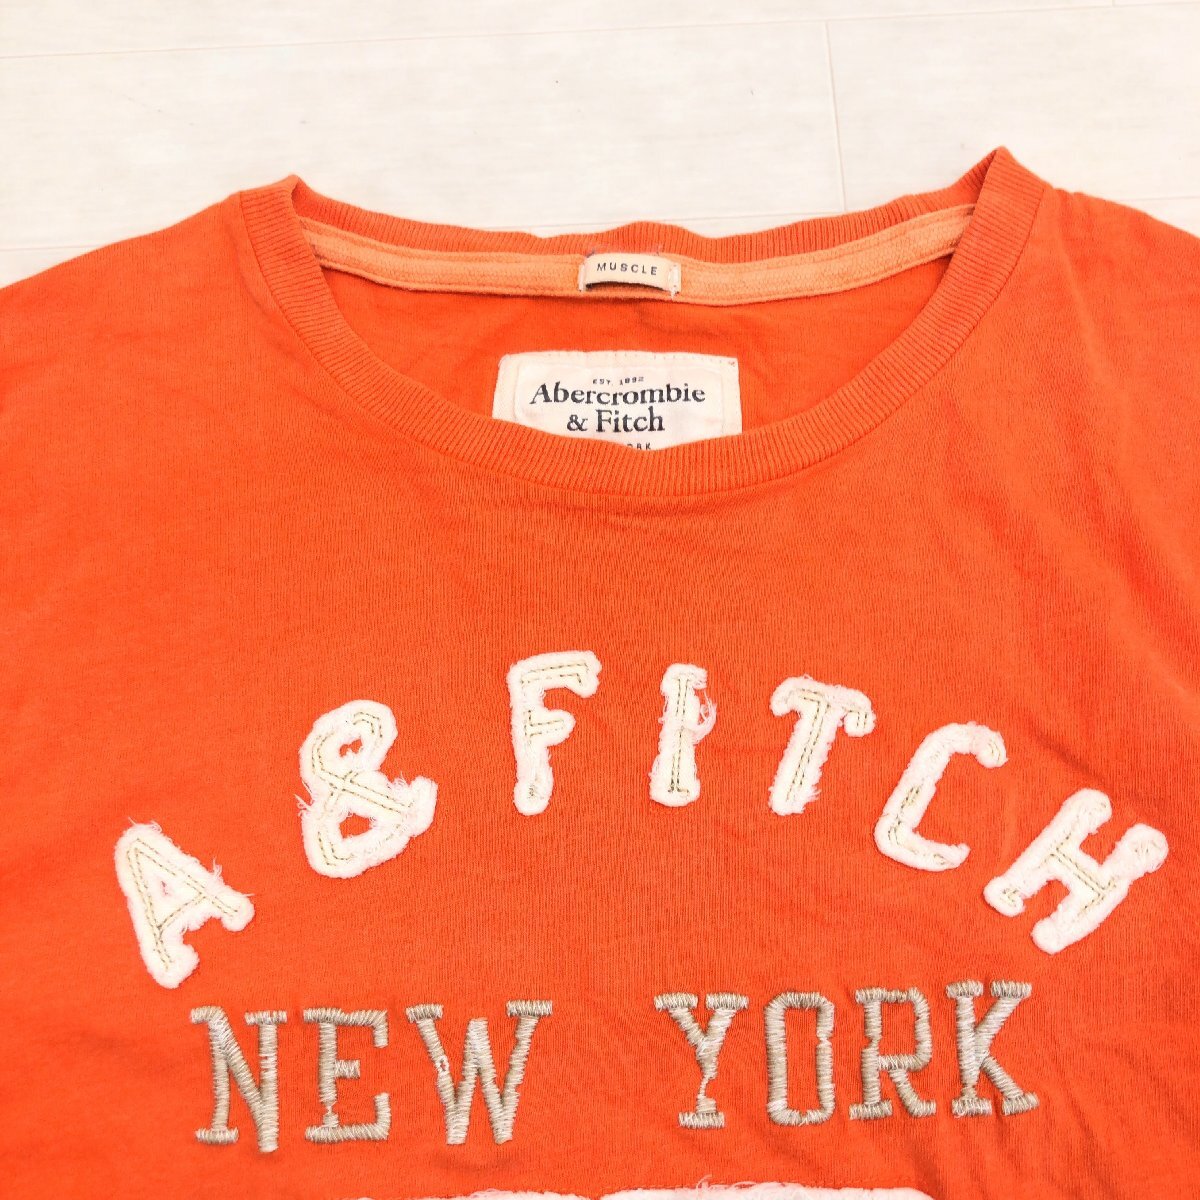 MUSCLE
EST. 1892
Abercrombie
& Fitch
A & FITCH
NEW YORK